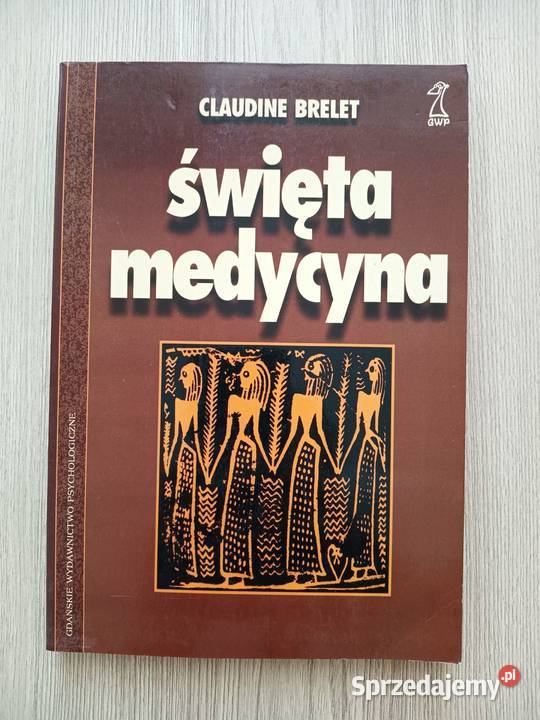 CLAUDINE BRELET
GWP
święta
medycyna
GDAŃSKIE WYDAWNICTWO PSYCHOLOGICZNE
Sprzedajemy.pl